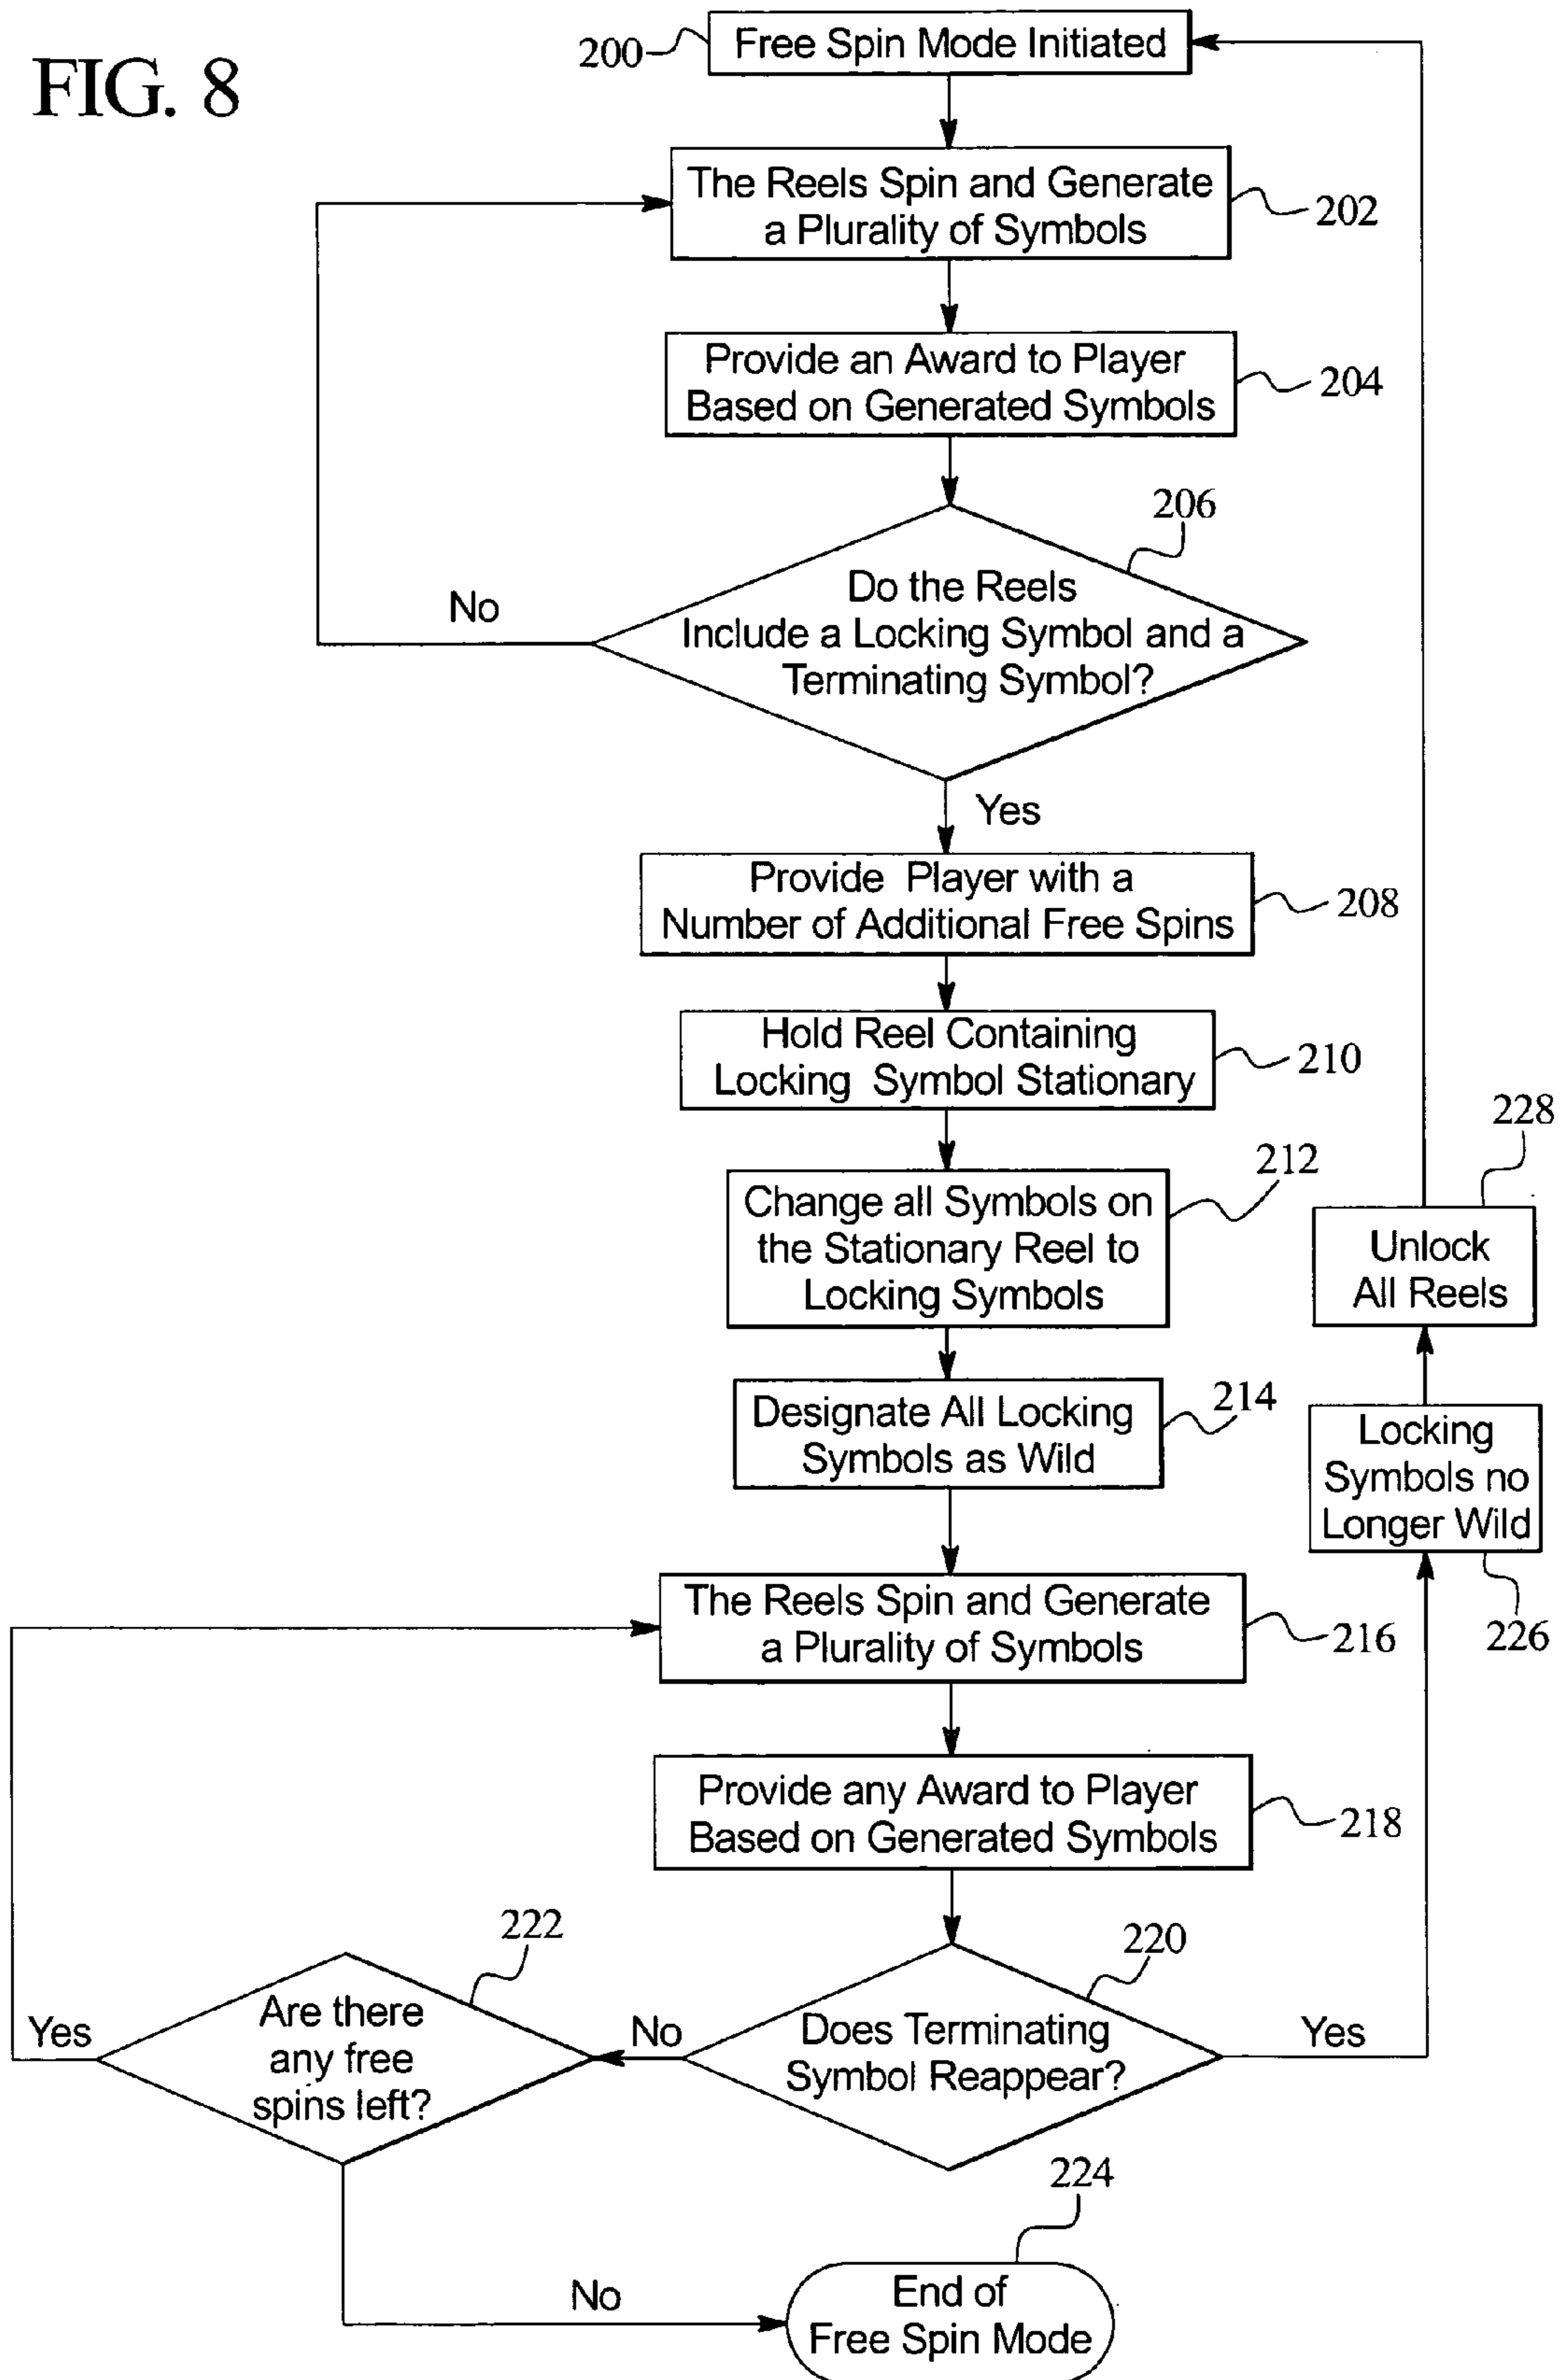 FIG. 8
200
Free Spin Mode Initiated
The Reels Spin and Generate
a Plurality of Symbols
202
Provide an Award to Player
Based on Generated Symbols
204
206
Do the Reels
Include a Locking Symbol and a
Terminating Symbol?
No
Yes
Provide Player with a
Number of Additional Free Spins
208
Hold Reel Containing
Locking Symbol Stationary
210
212
Change all Symbols on
the Stationary Reel to
Locking Symbols
228
Unlock
All Reels
214
Designate All Locking
Symbols as Wild
Locking
Symbols no
Longer Wild
226
The Reels Spin and Generate
a Plurality of Symbols
216
Provide any Award to Player
Based on Generated Symbols
218
222
220
Are there
any free
spins left?
Yes
No
Does Terminating
Symbol Reappear?
Yes
224
No
End of
Free Spin Mode